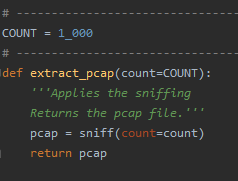 # --------------------------------
COUNT = 1_000
# --------------------------------
def extract_pcap(count=COUNT):
    '''Applies the sniffing
    Returns the pcap file.'''
    pcap = sniff(count=count)
    return pcap